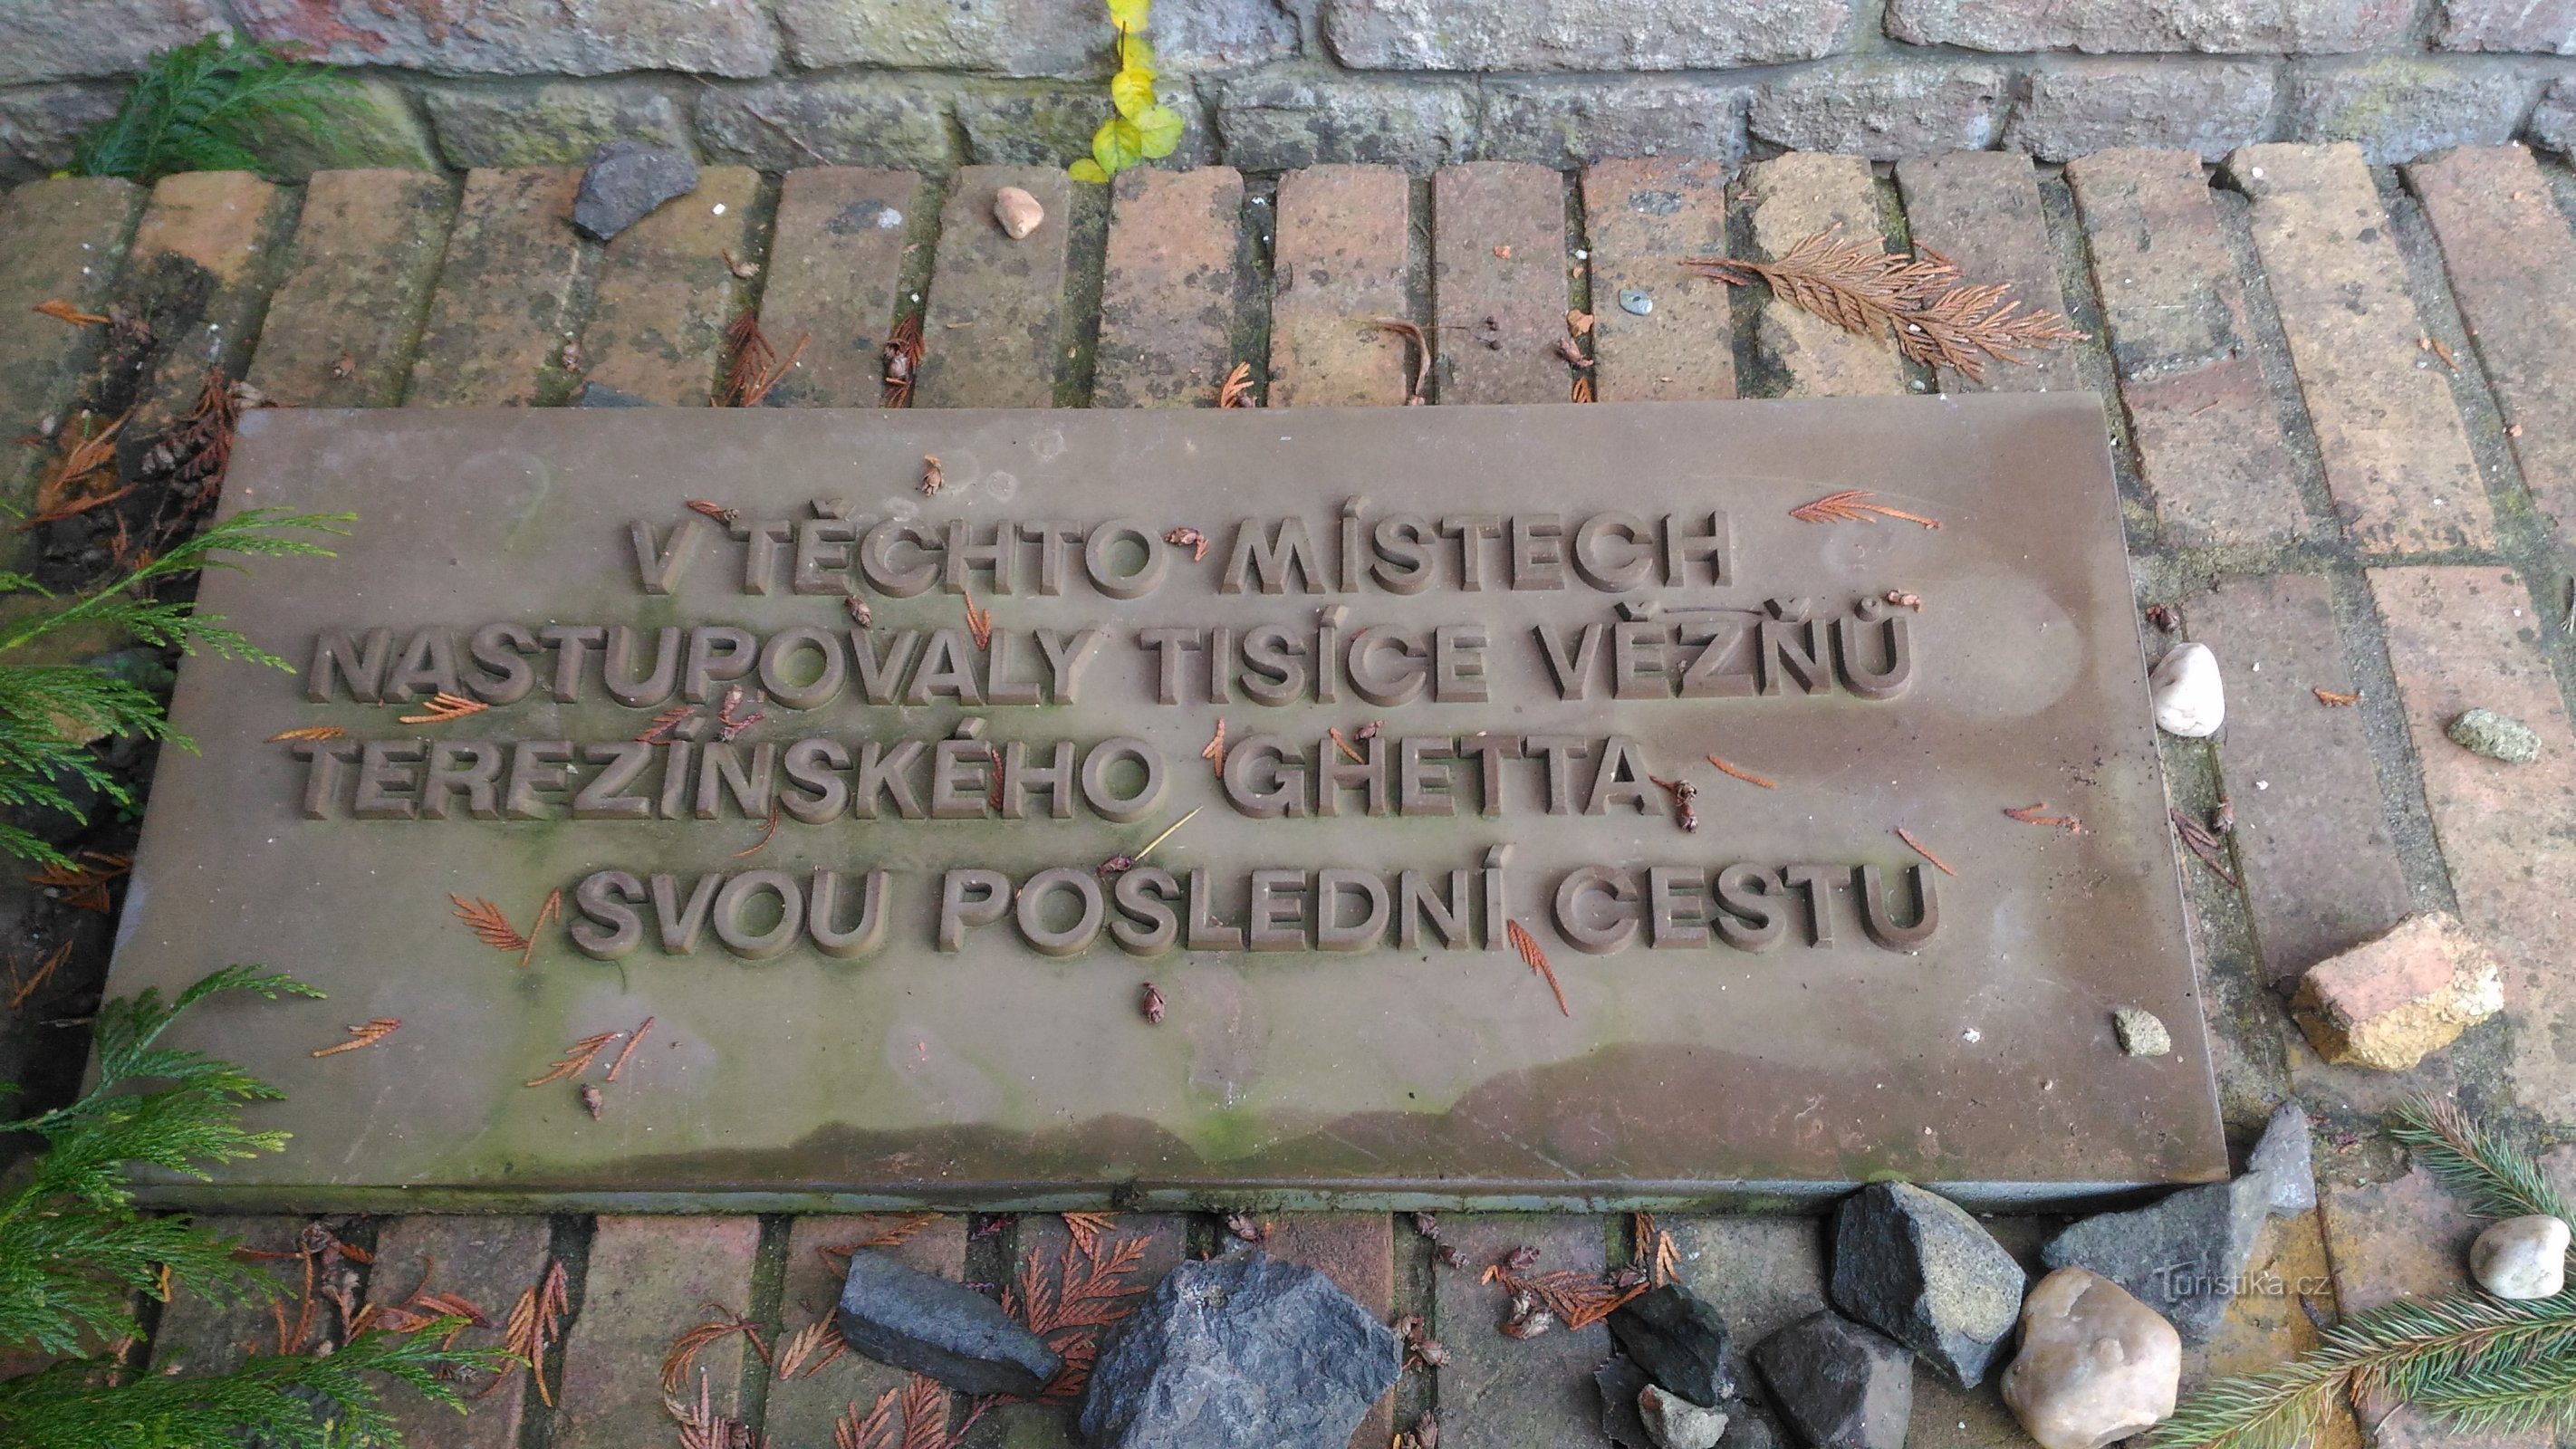 V TĚCHTO MÍSTECH
NASTUPOVALY TISÍCE VĚZŇŮ
TEREZÍNSKÉHO GHETTA
SVOU POSLEDNÍ CESTU
Turistika.cz